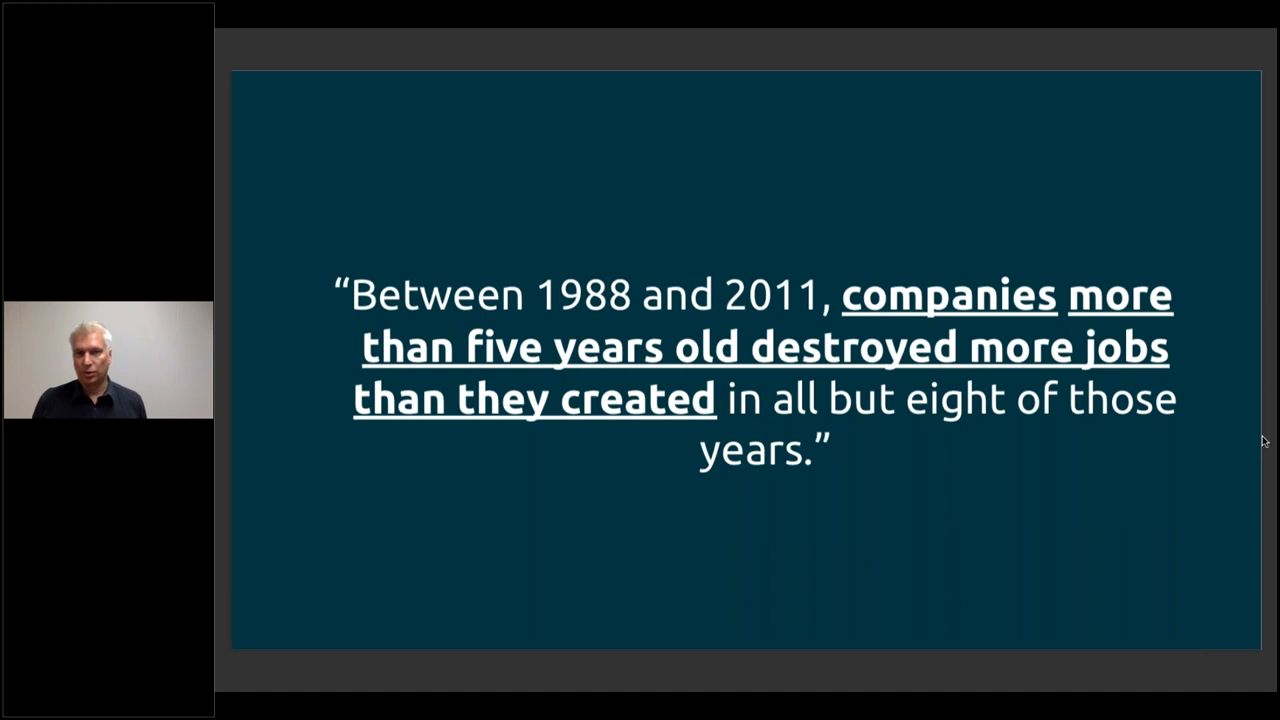 “Between 1988 and 2011, companies more
than five years old destroyed more jobs
than they created in all but eight of those
years.”